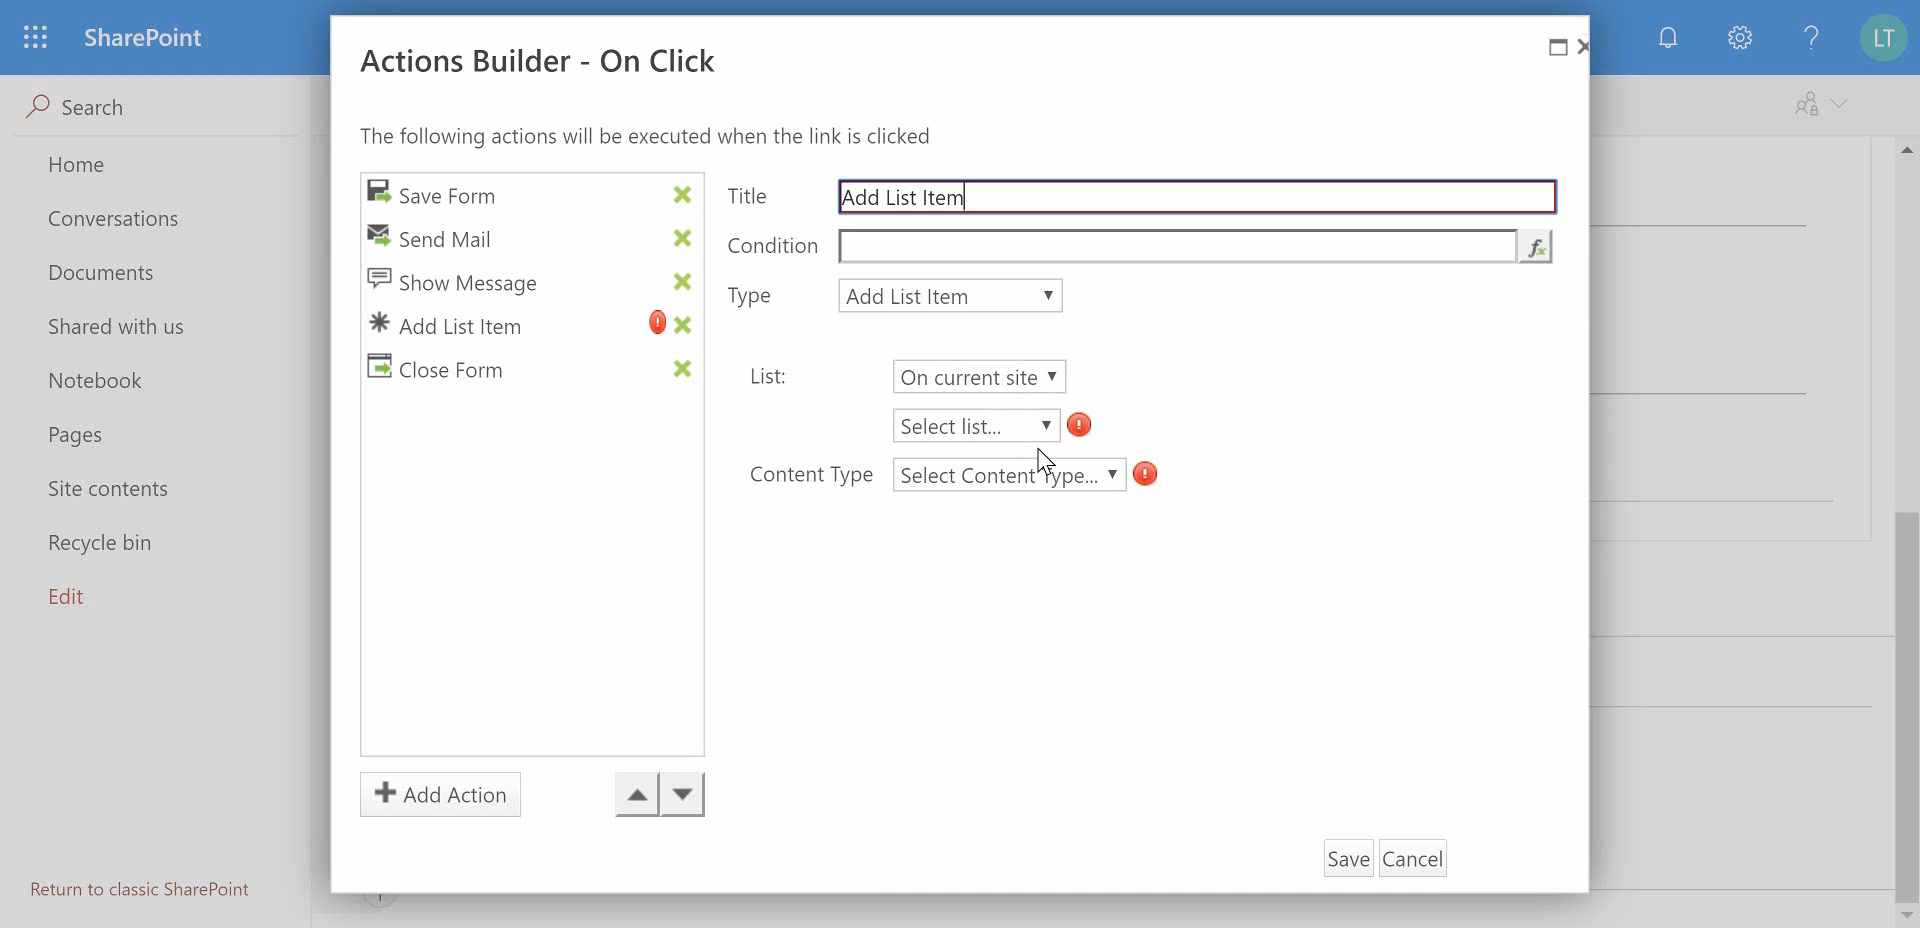 SharePoint
LT
Actions Builder - On Click
Search
The following actions will be executed when the link is clicked
Home
Conversations
Documents
Shared with us
Notebook
Pages
Site contents
Recycle bin
Edit
Return to classic SharePoint
Save Form
Send Mail
Show Message
Add List Item
Close Form
Add Action
Title Add List Item
Condition fx
Type Add List Item
List: On current site
Select list...
Content Type Select Content Type...
Save Cancel